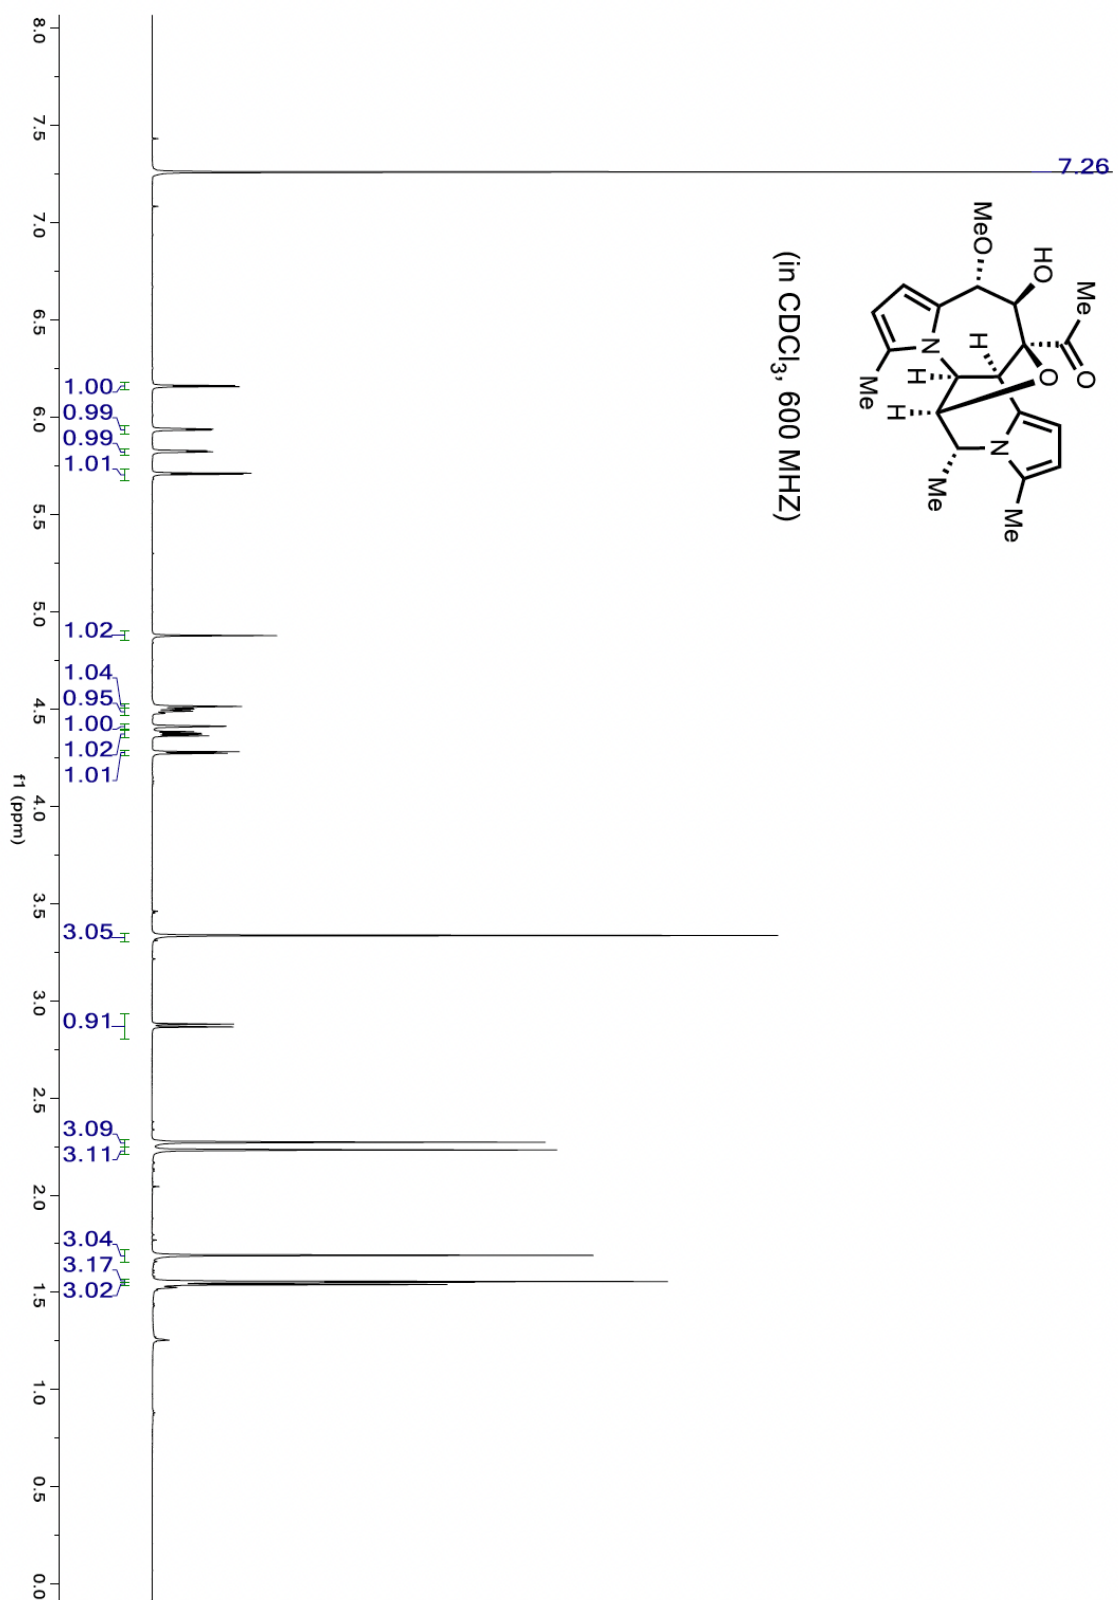 7.26
MeO
HO
Me
O
H
O
N
H
Me
H
N
Me
Me
(in CDCl₃, 600 MHZ)
1.00
0.99
0.99
1.01
1.02
1.04
0.95
1.00
1.02
1.01
3.05
0.91
3.09
3.11
3.04
3.17
3.02
8.0 7.5 7.0 6.5 6.0 5.5 5.0 4.5 4.0 3.5 3.0 2.5 2.0 1.5 1.0 0.5 0.0
f1 (ppm)